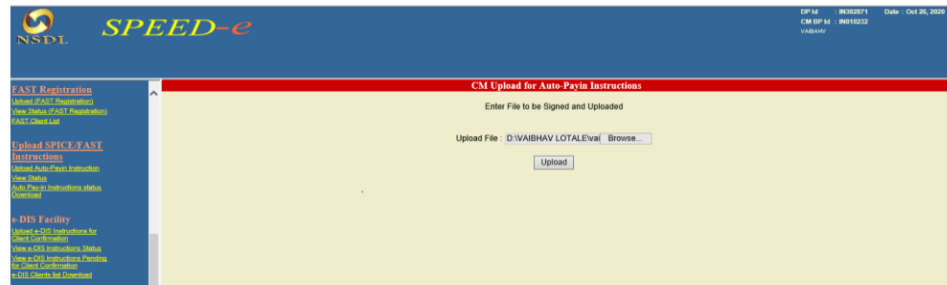 NSDL
SPEED-e
DP Id : IN302871 Date : Oct 26, 2020
CM BP Id : IN818232
VAIBAHV
FAST Registration
Upload (FAST Registration)
View Status (FAST Registration)
FAST Client List
Upload SPICE/FAST
Instructions
Upload Auto-Payin Instruction
View Status
Auto Pay-in Instructions status
Download
e-DIS Facility
Upload e-DIS Instructions for
Client Confirmation
View e-DIS Instructions Status
View e-DIS Instructions Pending
for Client Confirmation
e-DIS Clients list Download
CM Upload for Auto-Payin Instructions
Enter File to be Signed and Uploaded
Upload File : D:\VAIBHAV LOTALE\vai Browse...
Upload